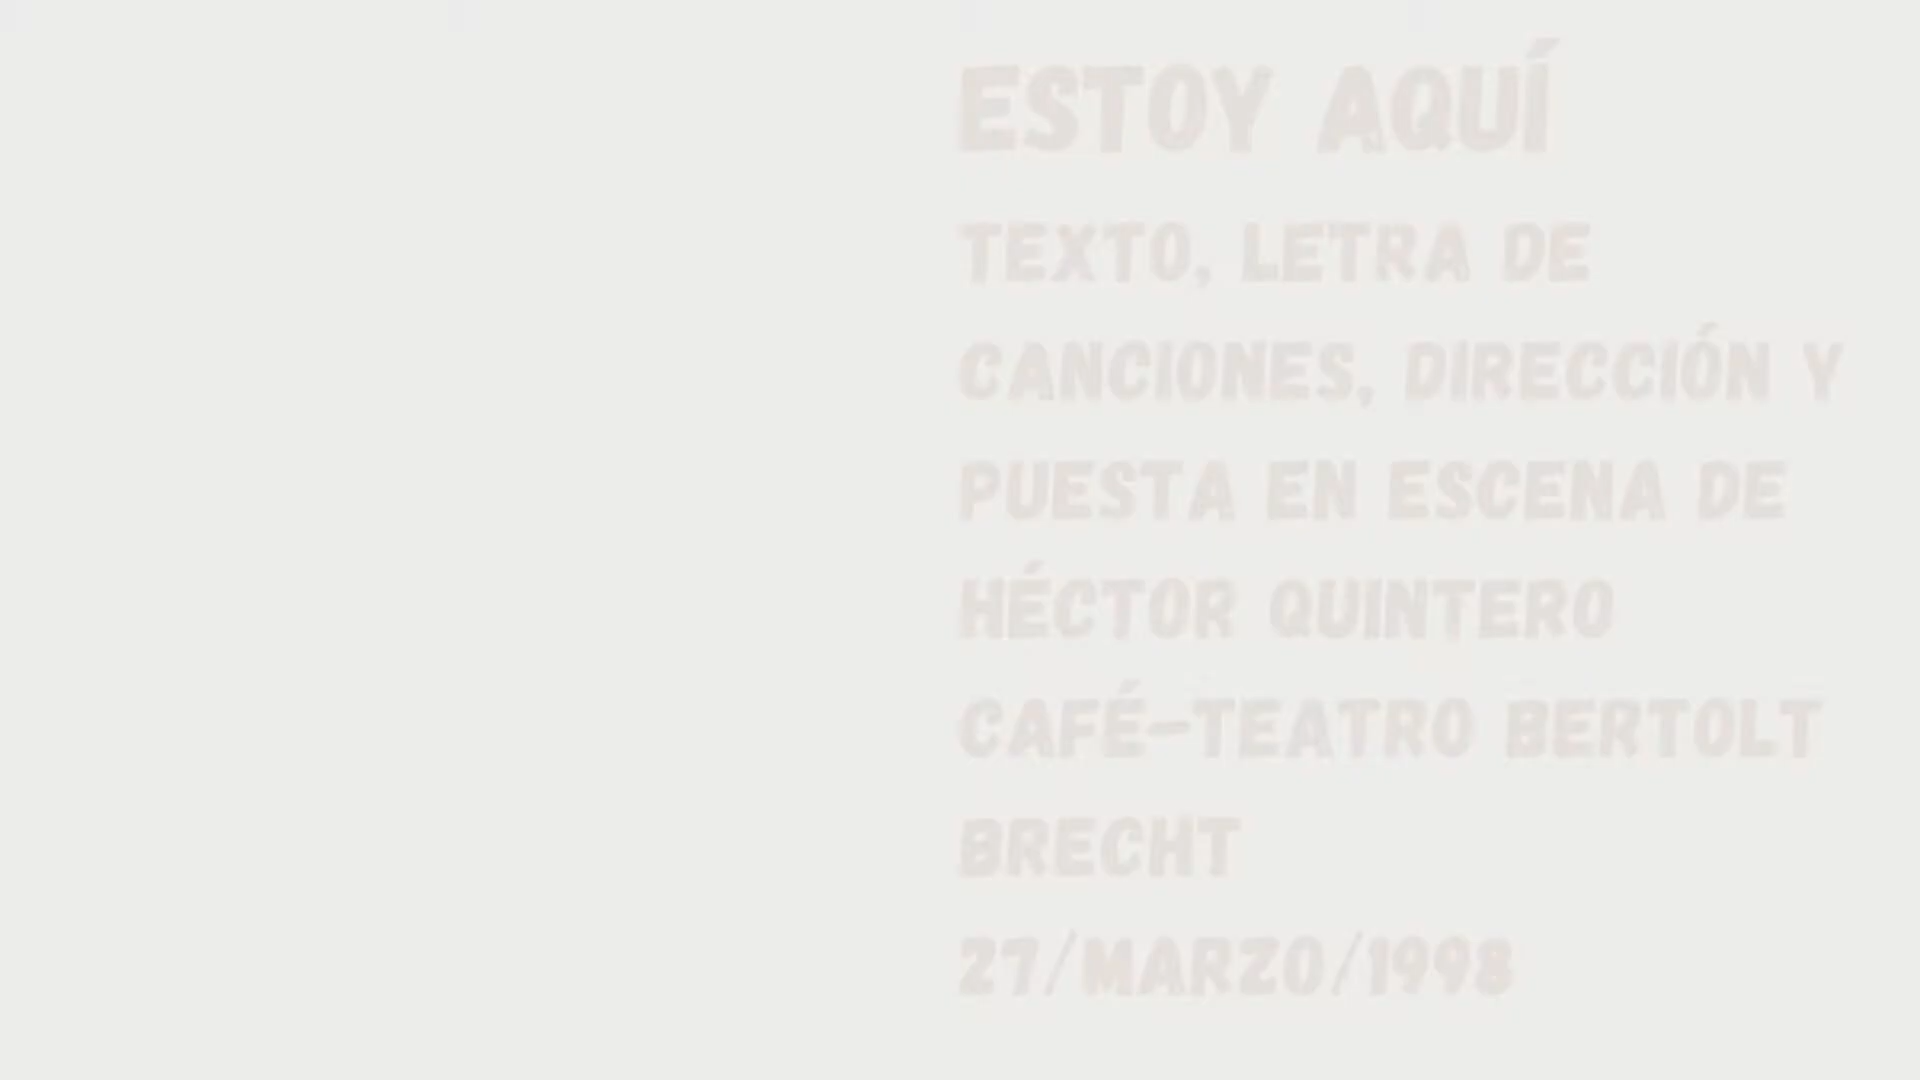 ESTOY AQUÍ
TEXTO, LETRA DE
CANCIONES, DIRECCIÓN Y
PUESTA EN ESCENA DE
HÉCTOR QUINTERO
CAFÉ-TEATRO BERTOLT
BRECHT
27/MARZO/1998